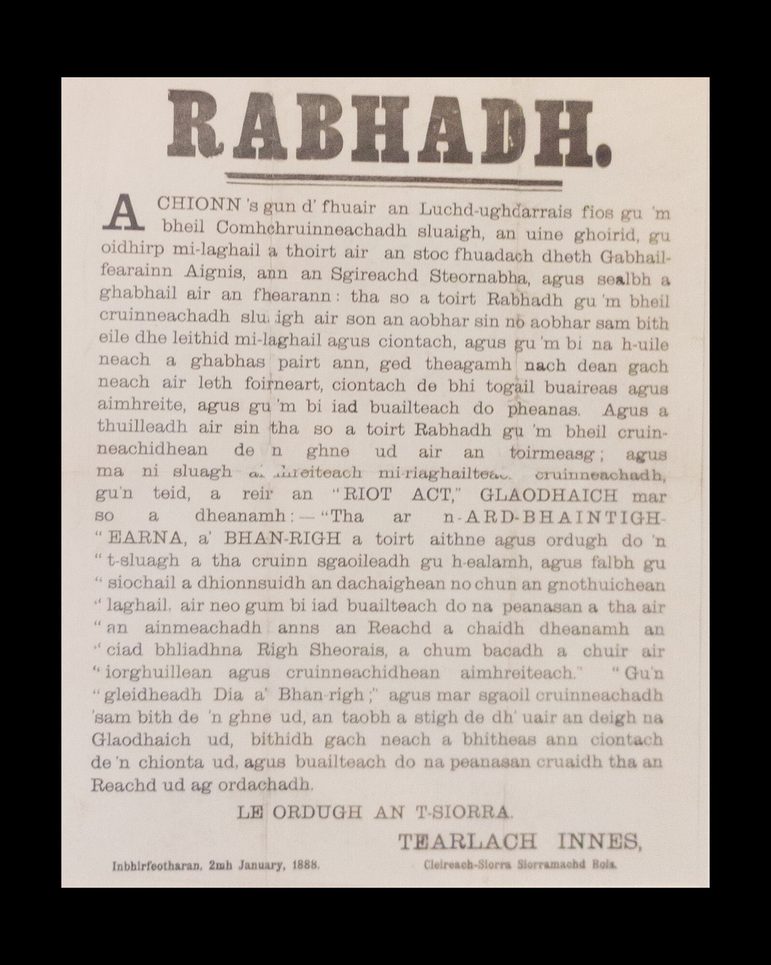 RABHADH.
A CHIONN 's gun d' fhuair an Luchd-ughdarrais fios gu 'm
bheil Comhchruinneachadh sluaigh, an uine ghoirid, gu
oidhirp mi-laghail a thoirt air an stoc fhuadach dheth Gabhail-
fearainn Aignis, ann an Sgireachd Steornabha, agus sealbh a
ghabhail air an fhearann : tha so a toirt Rabhadh gu 'm bheil
cruinneachadh air son an aobhar sin no aobhar sam bith
eile dhe leithid mi-laghail agus ciontach, agus gu 'm bi na h-uile
neach a ghabhas pairt ann, ged theagamh nach dean gach
neach air leth foirneart, ciontach de bhi togail buaireas agus
aimhreite, agus gu 'm bi iad buailteach do pheanas. Agus a
thuilleadh air sin tha so a toirt Rabhadh gu 'm bheil cruin-
neachidhean de n ghne ud air an toirmeasg ; agus
ma ni sluagh cruinneachadh,
gu'n teid, a reir an "RIOT ACT," GLAODHAICH mar
so a dheanamh : — "Tha ar n-ARD-BHAINTIGH-
" EARNA, a' BHAN-RIGH a toirt aithne agus ordugh do 'n
" t-sluagh a tha cruinn sgaoileadh gu h-ealamh, agus falbh gu
" siochail a dhionnsuidh an dachaighean no chun an gnothuichean
" laghail, air neo gum bi iad buailteach do na peanasan a tha air
" an ainmeachadh anns an Reachd a chaidh dheanamh an
" ciad bhliadhna Righ Sheorais, a chum bacadh a chuir air
" iorghuillean agus cruinneachidhean aimhreiteach." "Gu'n
" gleidheadh Dia a' Bhan-righ ;" agus mar sgaoil cruinneachadh
'sam bith de 'n ghne ud, an taobh a stigh de dh' uair an deigh na
Glaodhaich ud, bithidh gach neach a bhitheas ann ciontach
de 'n chionta ud, agus buailteach do na peanasan cruaidh tha an
Reachd ud ag ordachadh.
LE ORDUGH AN T-SIORRA.
TEARLACH INNES,
Inbhirfeotharan, 2mh January, 1888.
Cleireach-Siorra Siorramachd Rois.